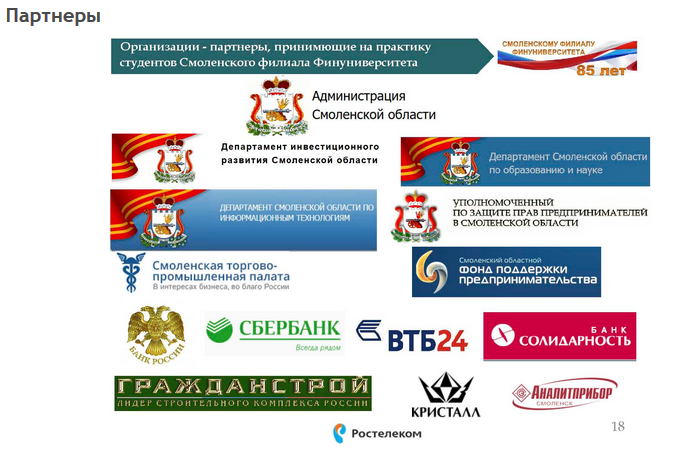 Партнеры
Организации - партнеры, принимющие на практику
студентов Смоленского филиала Финуниверситета
СМОЛЕНСКОМУ ФИЛИАЛУ
ФИНУНИВЕРСИТЕТА
85 лет
Администрация
Смоленской области
Департамент инвестиционного
развития Смоленской области
Департамент Смоленской области
по образованию и науке
ДЕПАРТАМЕНТ СМОЛЕНСКОЙ ОБЛАСТИ ПО
ИНФОРМАЦИОННЫМ ТЕХНОЛОГИЯМ
УПОЛНОМОЧЕННЫЙ
ПО ЗАЩИТЕ ПРАВ ПРЕДПРИНИМАТЕЛЕЙ
В СМОЛЕНСКОЙ ОБЛАСТИ
Смоленская торгово-
промышленная палата
В интересах бизнеса, во благо России
Смоленский областной
ФОНД ПОДДЕРЖКИ
ПРЕДПРИНИМАТЕЛЬСТВА
БАНК РОССИИ
СБЕРБАНК
Всегда рядом
ВТБ24
БАНК
СОЛИДАРНОСТЬ
ГРАЖДАНСТРОЙ
ЛИДЕР СТРОИТЕЛЬНОГО КОМПЛЕКСА РОССИИ
КРИСТАЛЛ
АНАЛИТПРИБОР
СМОЛЕНСК
Ростелеком
18